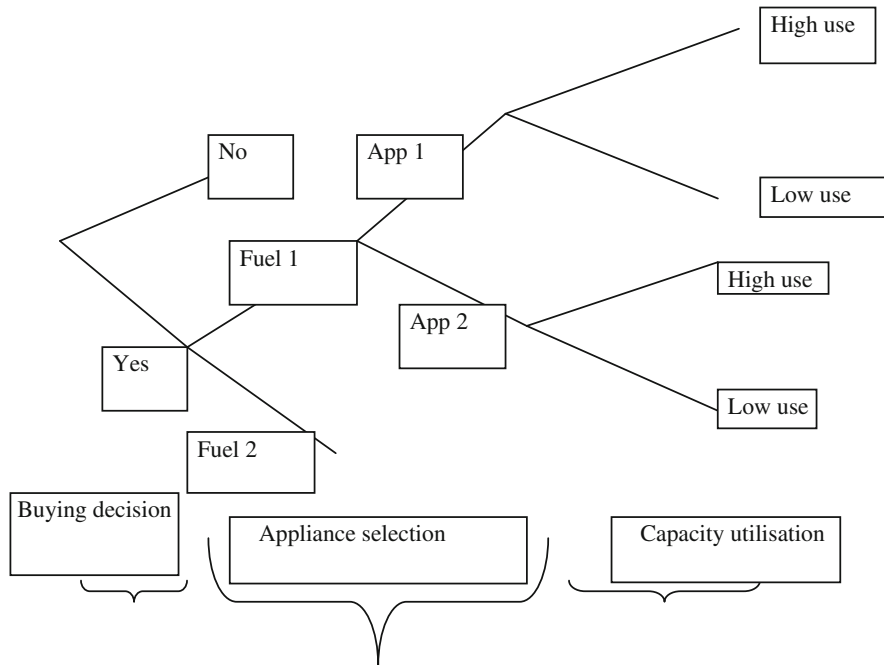 High use
No
App 1
Low use
Fuel 1
High use
App 2
Yes
Low use
Fuel 2
Buying decision
Appliance selection
Capacity utilisation